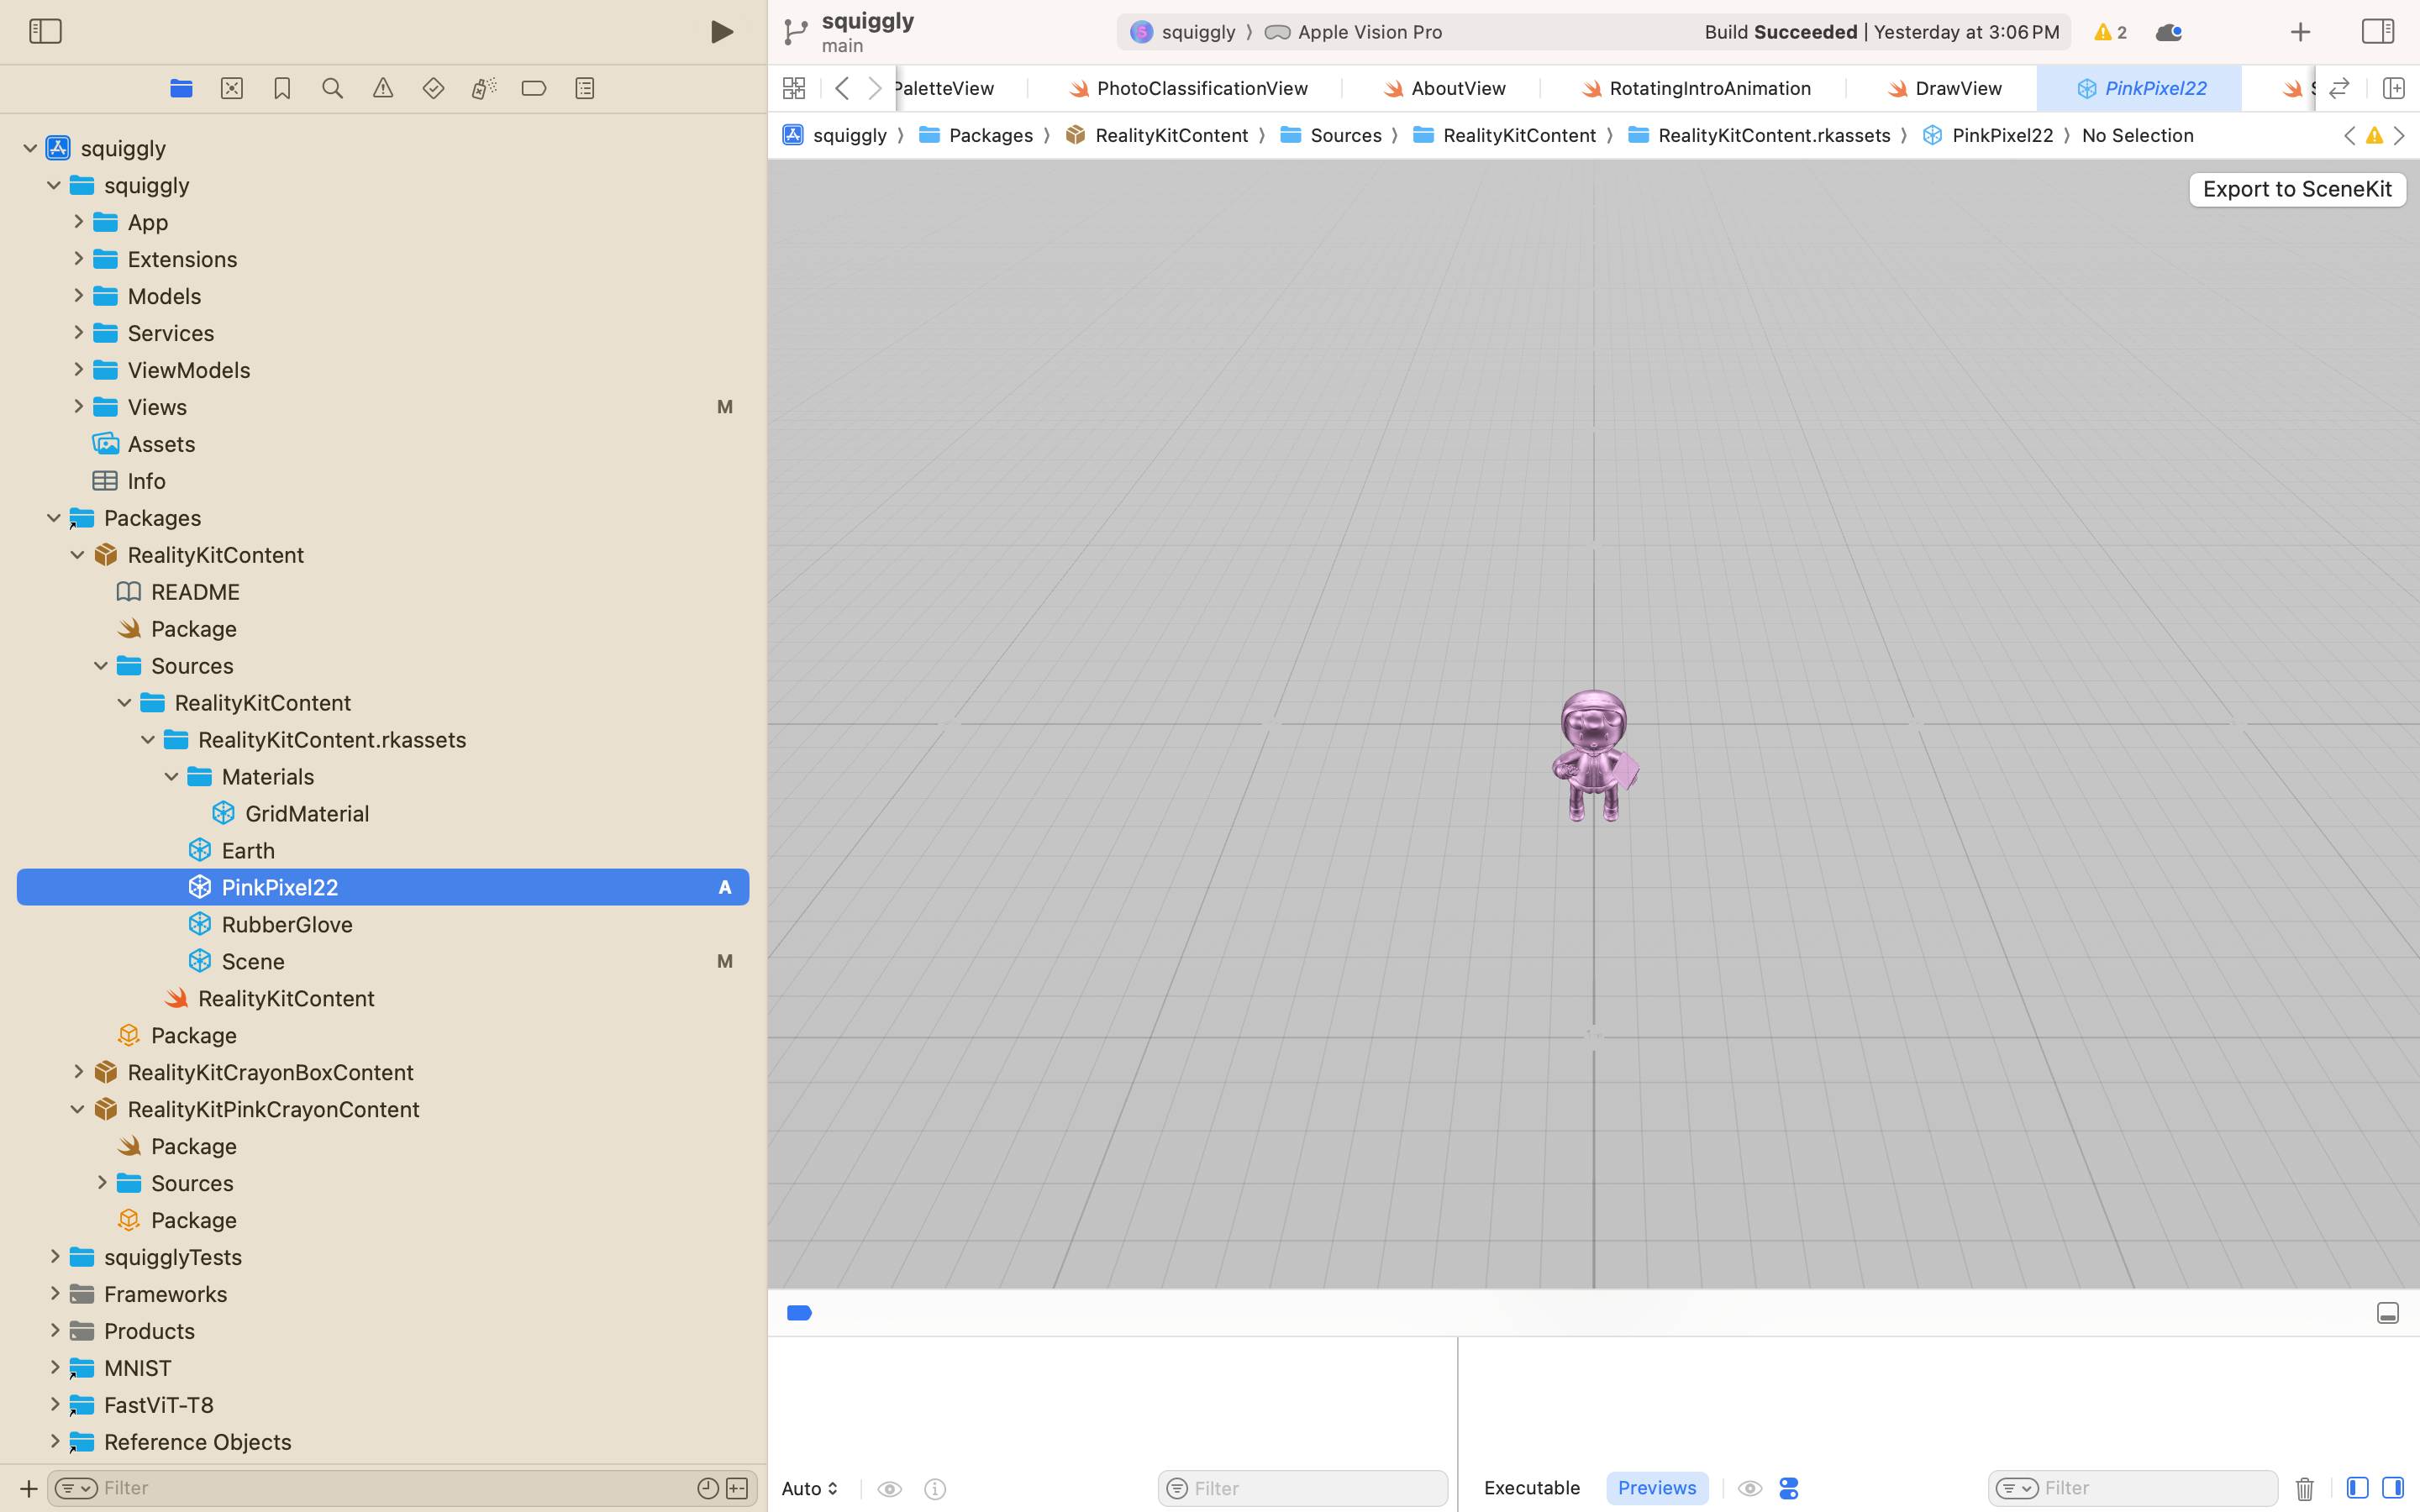 squiggly
main
squiggly
Apple Vision Pro
Build Succeeded | Yesterday at 3:06 PM
2
PaletteView
PhotoClassificationView
AboutView
RotatingIntroAnimation
DrawView
PinkPixel22
squiggly
Packages
RealityKitContent
Sources
RealityKitContent
RealityKitContent.rkassets
PinkPixel22
No Selection
Export to SceneKit
squiggly
squiggly
App
Extensions
Models
Services
ViewModels
Views M
Assets
Info
Packages
RealityKitContent
README
Package
Sources
RealityKitContent
RealityKitContent.rkassets
Materials
GridMaterial
Earth
PinkPixel22 A
RubberGlove
Scene M
RealityKitContent
Package
RealityKitCrayonBoxContent
RealityKitPinkCrayonContent
Package
Sources
Package
squigglyTests
Frameworks
Products
MNIST
FastViT-T8
Reference Objects
Filter
Auto
Filter
Executable
Previews
Filter